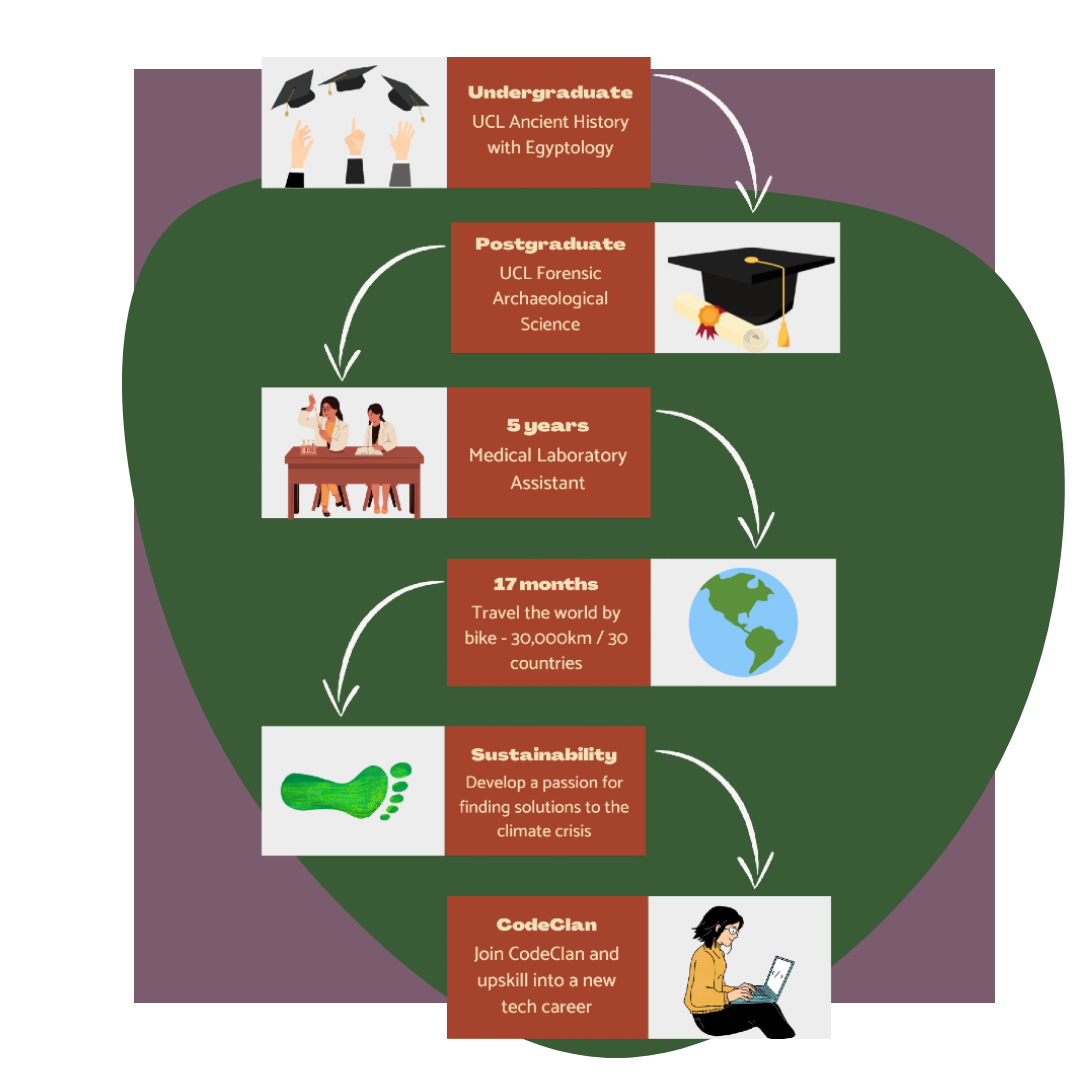 Undergraduate
UCL Ancient History
with Egyptology
Postgraduate
UCL Forensic
Archaeological
Science
5 years
Medical Laboratory
Assistant
17 months
Travel the world by
bike - 30,000km / 30
countries
Sustainability
Develop a passion for
finding solutions to the
climate crisis
CodeClan
Join CodeClan and
upskill into a new
tech career